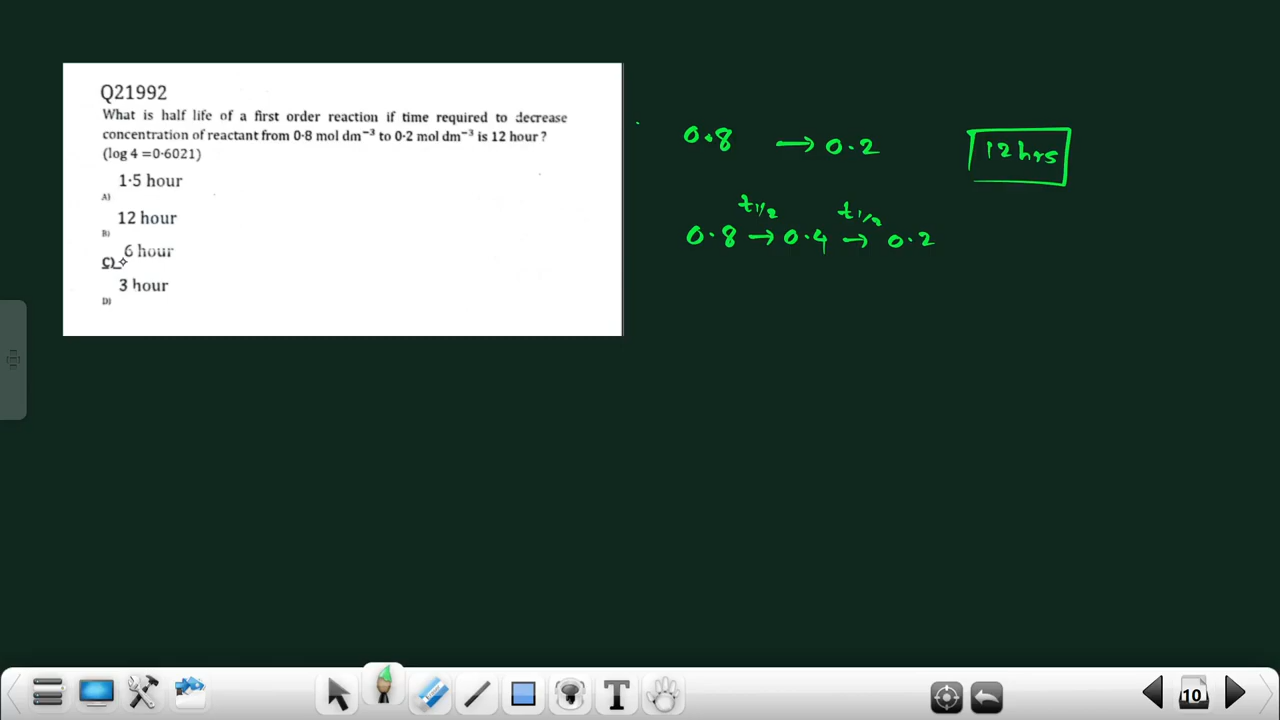 Q21992
What is half life of a first order reaction if time required to decrease
concentration of reactant from 0·8 mol dm⁻³ to 0·2 mol dm⁻³ is 12 hour ?
(log 4 =0·6021)
1·5 hour
A)
12 hour
B)
6 hour
C)
3 hour
D)
0.8 → 0.2
12 hrs
t1/2 t1/2
0.8 → 0.4 → 0.2
T
10